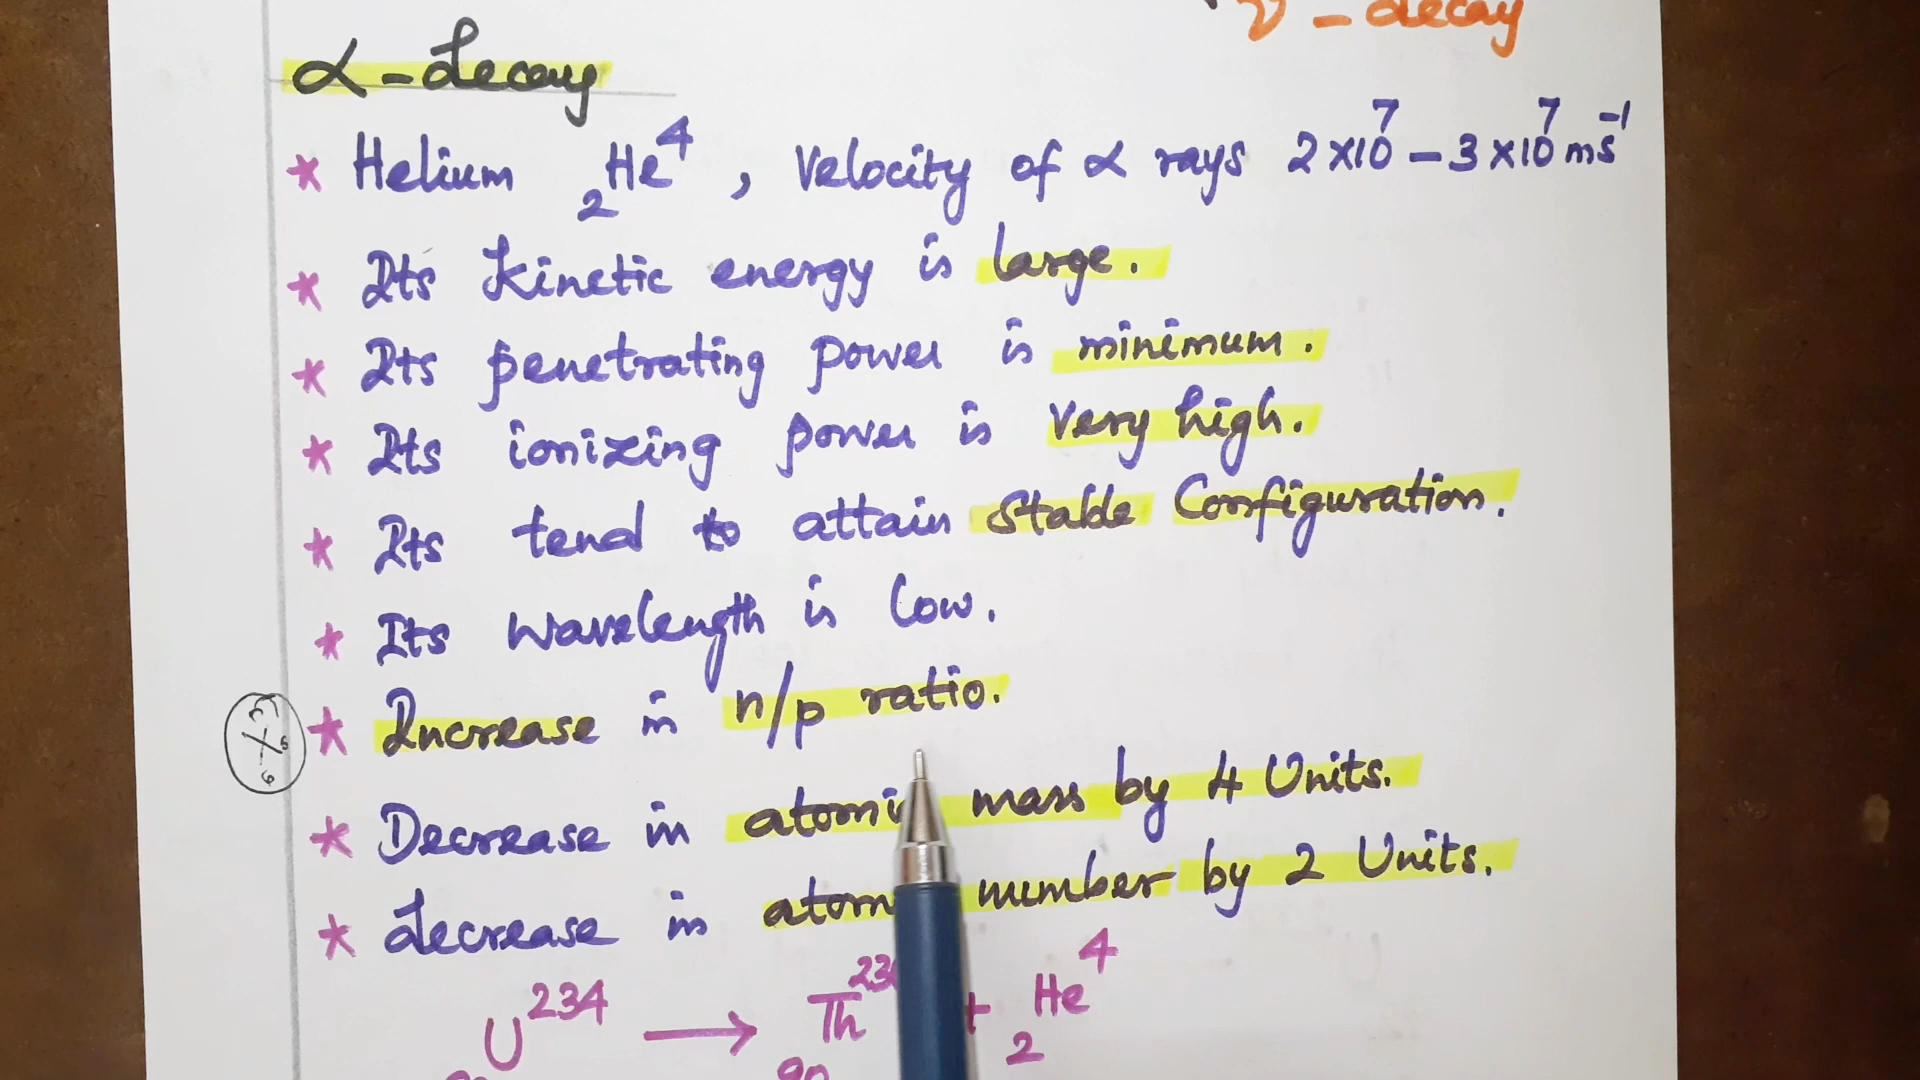 γ - decay
α - decay
* Helium ₂He⁴ , Velocity of α rays 2×10⁷ – 3×10⁷ ms⁻¹
* Its kinetic energy is large.
* Its penetrating power is minimum.
* Its ionizing power is Very high.
* Its tend to attain Stable Configuration.
* Its Wavelength is low.
* Increase in n/p ratio.
* Decrease in atomic mass by 4 Units.
* decrease in atom number by 2 Units.
U²³⁴ → ₉₀Th²³ + ₂He⁴